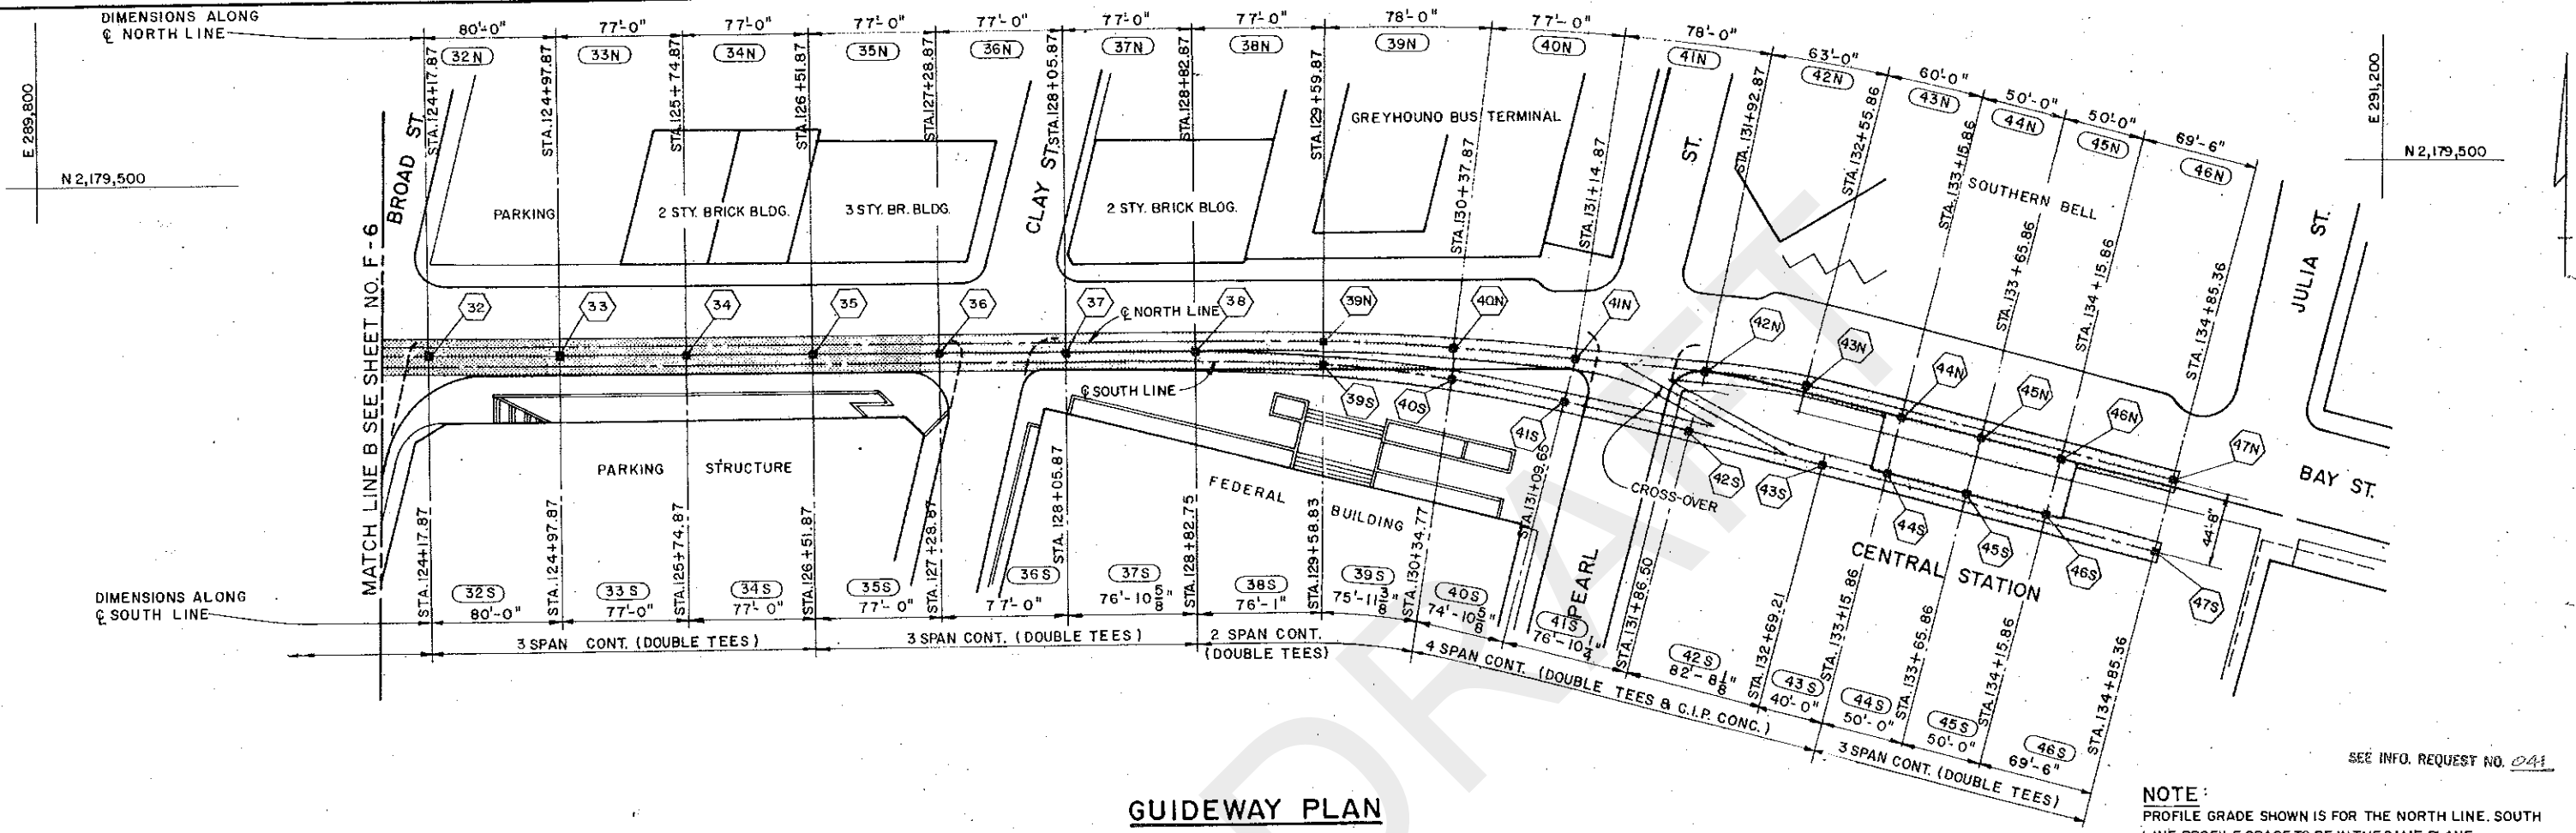 DIMENSIONS ALONG
℄ NORTH LINE
80'-0"
77'-0"
77'-0"
77'-0"
77'-0"
77'-0"
77'-0"
78'-0"
77'-0"
78'-0"
63'-0"
60'-0"
50'-0"
50'-0"
69'-6"
32N
33N
34N
35N
36N
37N
38N
39N
40N
41N
42N
43N
44N
45N
46N
E 289,800
N 2,179,500
E 291,200
N 2,179,500
STA.124+17.87
STA.124+97.87
STA.125+74.87
STA.126+51.87
STA.127+28.87
STA.128+05.87
STA.128+82.87
STA.129+59.87
STA.130+37.87
STA.131+14.87
STA.131+92.87
STA.132+55.86
STA.133+15.86
STA.133+65.86
STA.134+15.86
STA.134+85.36
BROAD ST.
CLAY ST.
ST.
JULIA ST.
PARKING
2 STY. BRICK BLDG.
3 STY. BR. BLDG.
2 STY. BRICK BLDG.
GREYHOUND BUS TERMINAL
SOUTHERN BELL
MATCH LINE B SEE SHEET NO. F-6
32
33
34
35
36
37
38
39N
40N
41N
42N
43N
44N
45N
46N
47N
℄ NORTH LINE
℄ SOUTH LINE
39S
40S
41S
42S
43S
44S
45S
46S
47S
CROSS-OVER
BAY ST.
44'-8"
PARKING STRUCTURE
FEDERAL BUILDING
PEARL
CENTRAL STATION
STA.124+17.87
STA.124+97.87
STA.125+74.87
STA.126+51.87
STA.127+28.87
STA.128+05.87
STA.128+82.75
STA.129+58.83
STA.130+34.77
STA.131+09.65
STA.131+86.50
STA.132+69.21
STA.133+15.86
STA.133+65.86
STA.134+15.86
STA.134+85.36
DIMENSIONS ALONG
℄ SOUTH LINE
32S
33S
34S
35S
36S
37S
38S
39S
40S
41S
42S
43S
44S
45S
46S
80'-0"
77'-0"
77'-0"
77'-0"
77'-0"
76'-10 5/8"
76'-1"
75'-11 3/8"
74'-10 5/8"
76'-10 1/4"
82'-8 1/8"
40'-0"
50'-0"
50'-0"
69'-6"
3 SPAN CONT. (DOUBLE TEES)
3 SPAN CONT. (DOUBLE TEES)
2 SPAN CONT.
(DOUBLE TEES)
4 SPAN CONT. (DOUBLE TEES & C.I.P. CONC.)
3 SPAN CONT. (DOUBLE TEES)
SEE INFO. REQUEST NO. 041
GUIDEWAY PLAN
NOTE:
PROFILE GRADE SHOWN IS FOR THE NORTH LINE. SOUTH
LINE PROFILE GRADE TO BE IN THE SAME PLANE
DRAFT